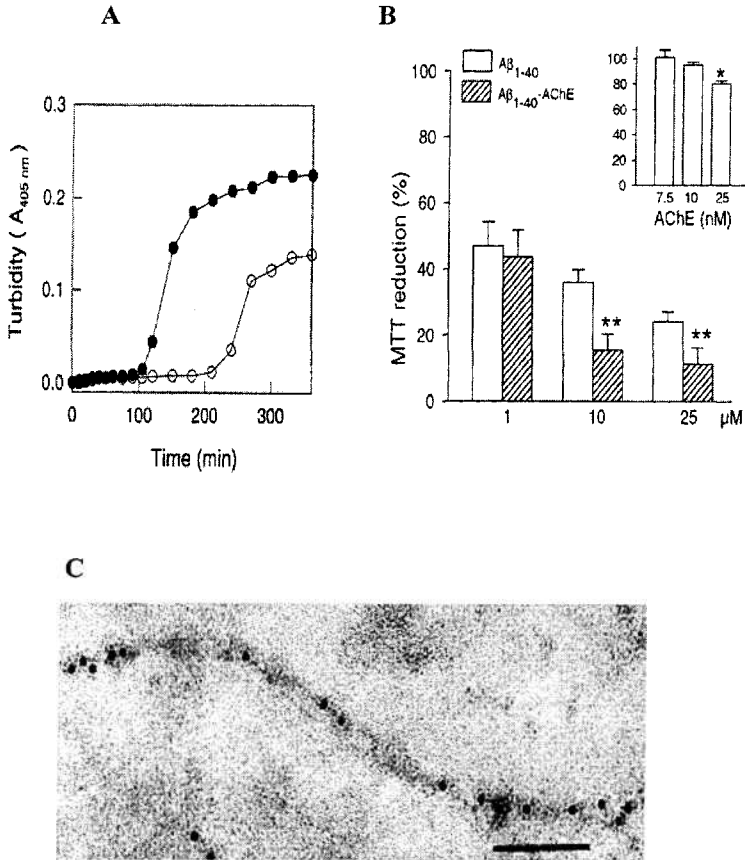 A
0.3
0.2
0.1
0.0
Turbidity ( A405 nm )
0 100 200 300
Time (min)
B
Aβ1-40
Aβ1-40-AChE
100
80
60
40
20
0
MTT reduction (%)
** **
1 10 25 µM
100
80
60
40
20
0
*
7.5 10 25
AChE (nM)
C